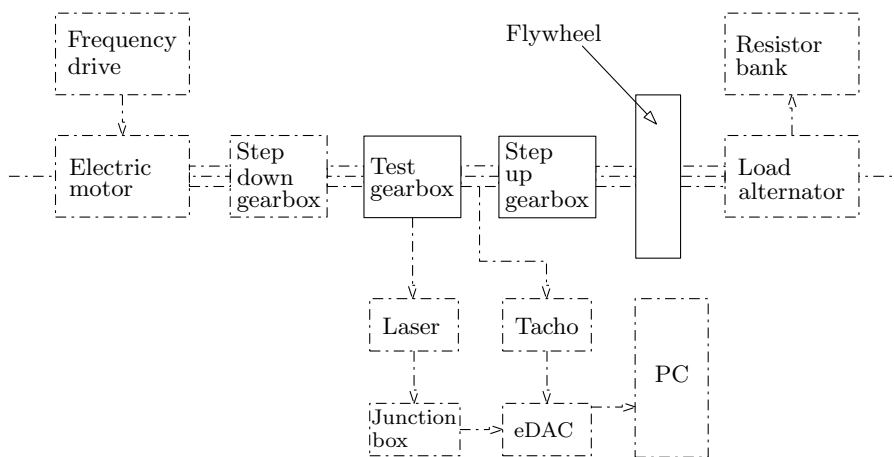 Frequency
drive
Flywheel
Resistor
bank
Electric
motor
Step
down
gearbox
Test
gearbox
Step
up
gearbox
Load
alternator
Laser
Tacho
PC
Junction
box
eDAC